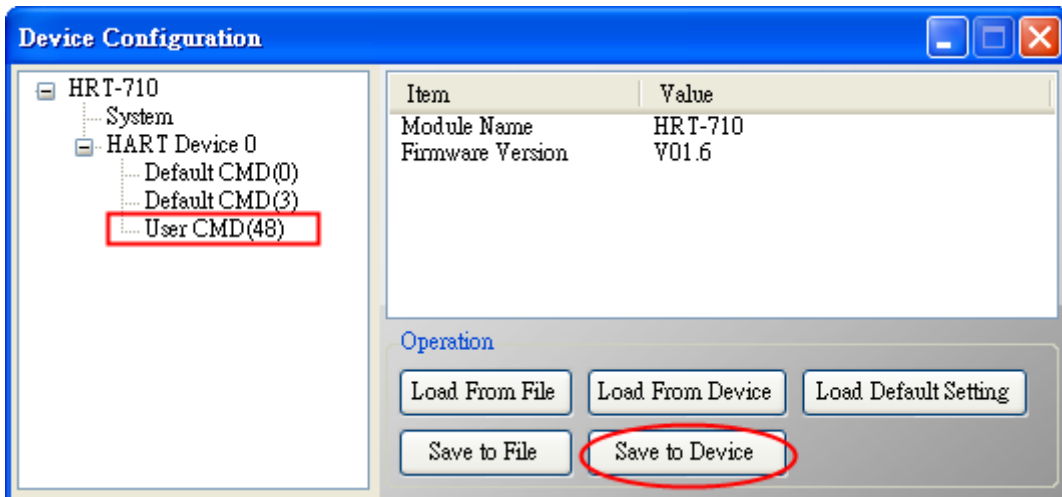 Device Configuration
HRT-710
System
HART Device 0
Default CMD(0)
Default CMD(3)
User CMD(48)
Item Value
Module Name HRT-710
Firmware Version V01.6
Operation
Load From File Load From Device Load Default Setting
Save to File Save to Device